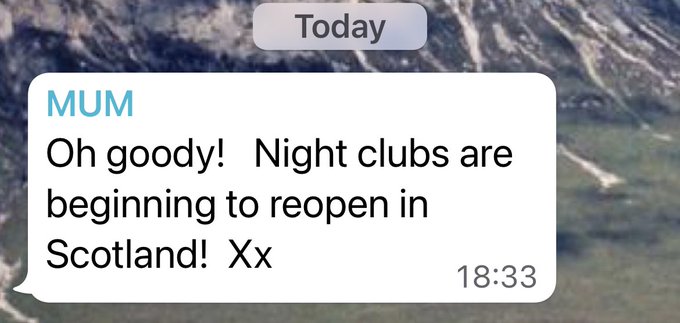 Today
MUM
Oh goody!   Night clubs are
beginning to reopen in
Scotland!  Xx
18:33